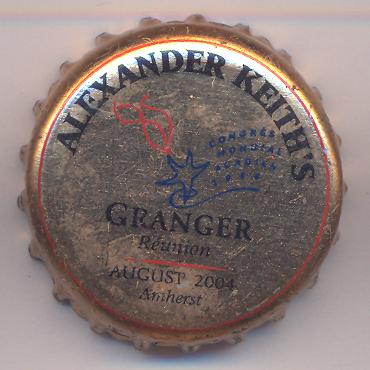 ALEXANDER KEITH'S
CONGRÈS
MONDIAL
ACADIEN
2004
GRANGER
Réunion
AUGUST 2004
Amherst